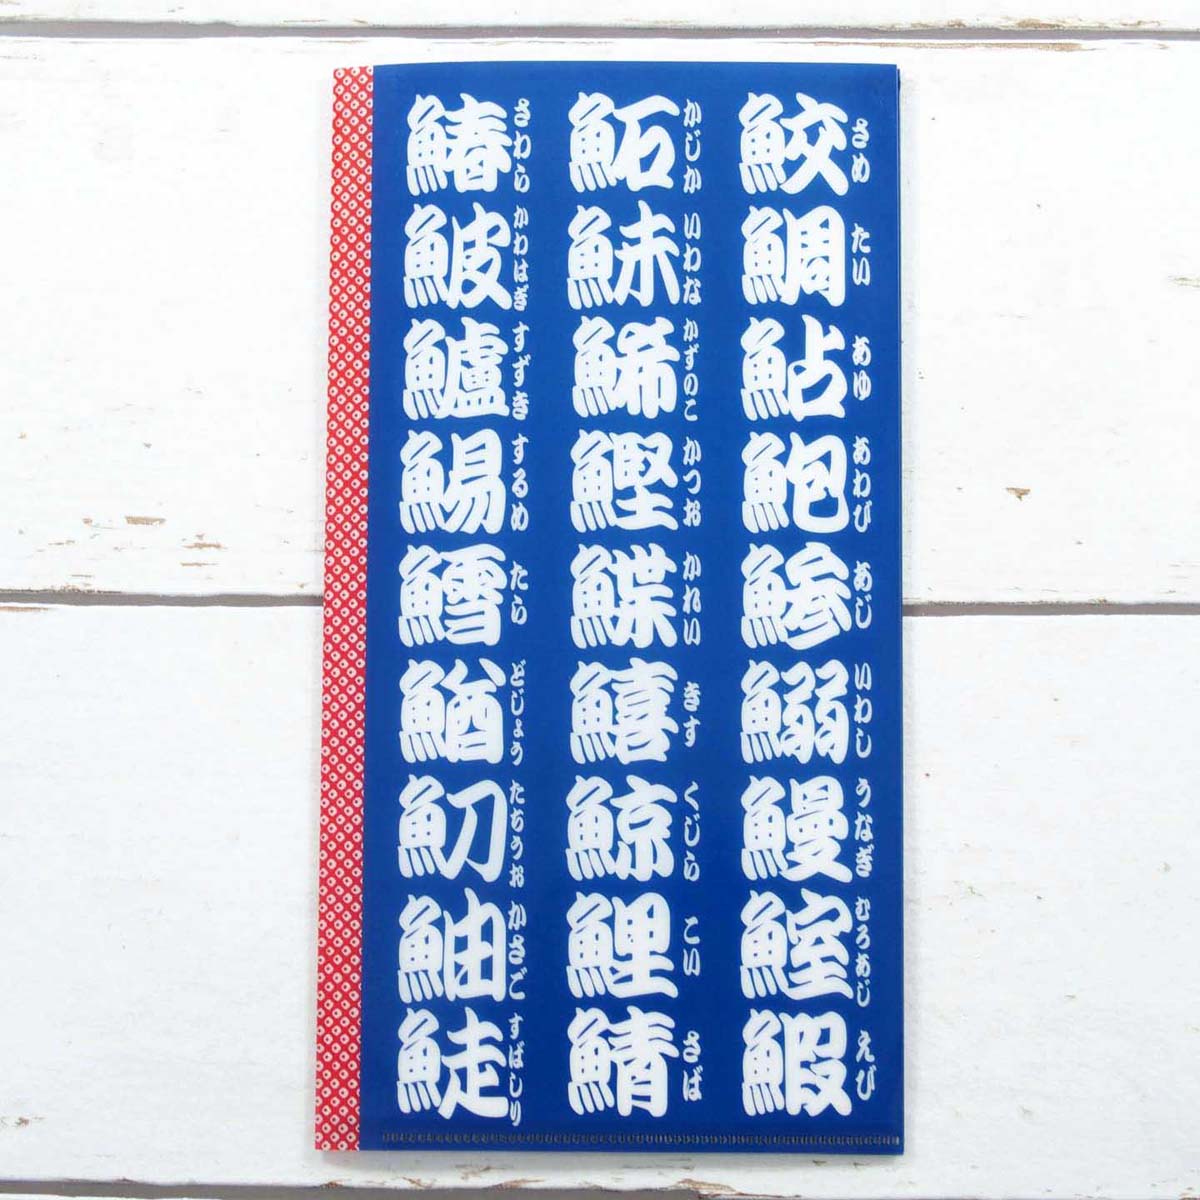 鮫 さめ
鯛 たい
鮎 あゆ
鮑 あわび
鯵 あじ
鰯 いわし
鰻 うなぎ
鰘 むろあじ
鰕 えび
鮖 かじか
鮇 いわな
鯑 かずのこ
鰹 かつお
鰈 かれい
鱚 きす
鯨 くじら
鯉 こい
鯖 さば
鰆 さわら
鮍 かわはぎ
鱸 すずき
鯣 するめ
鱈 たら
鰌 どじょう
魛 たちうお
鮋 かさご
䱝 すばしり